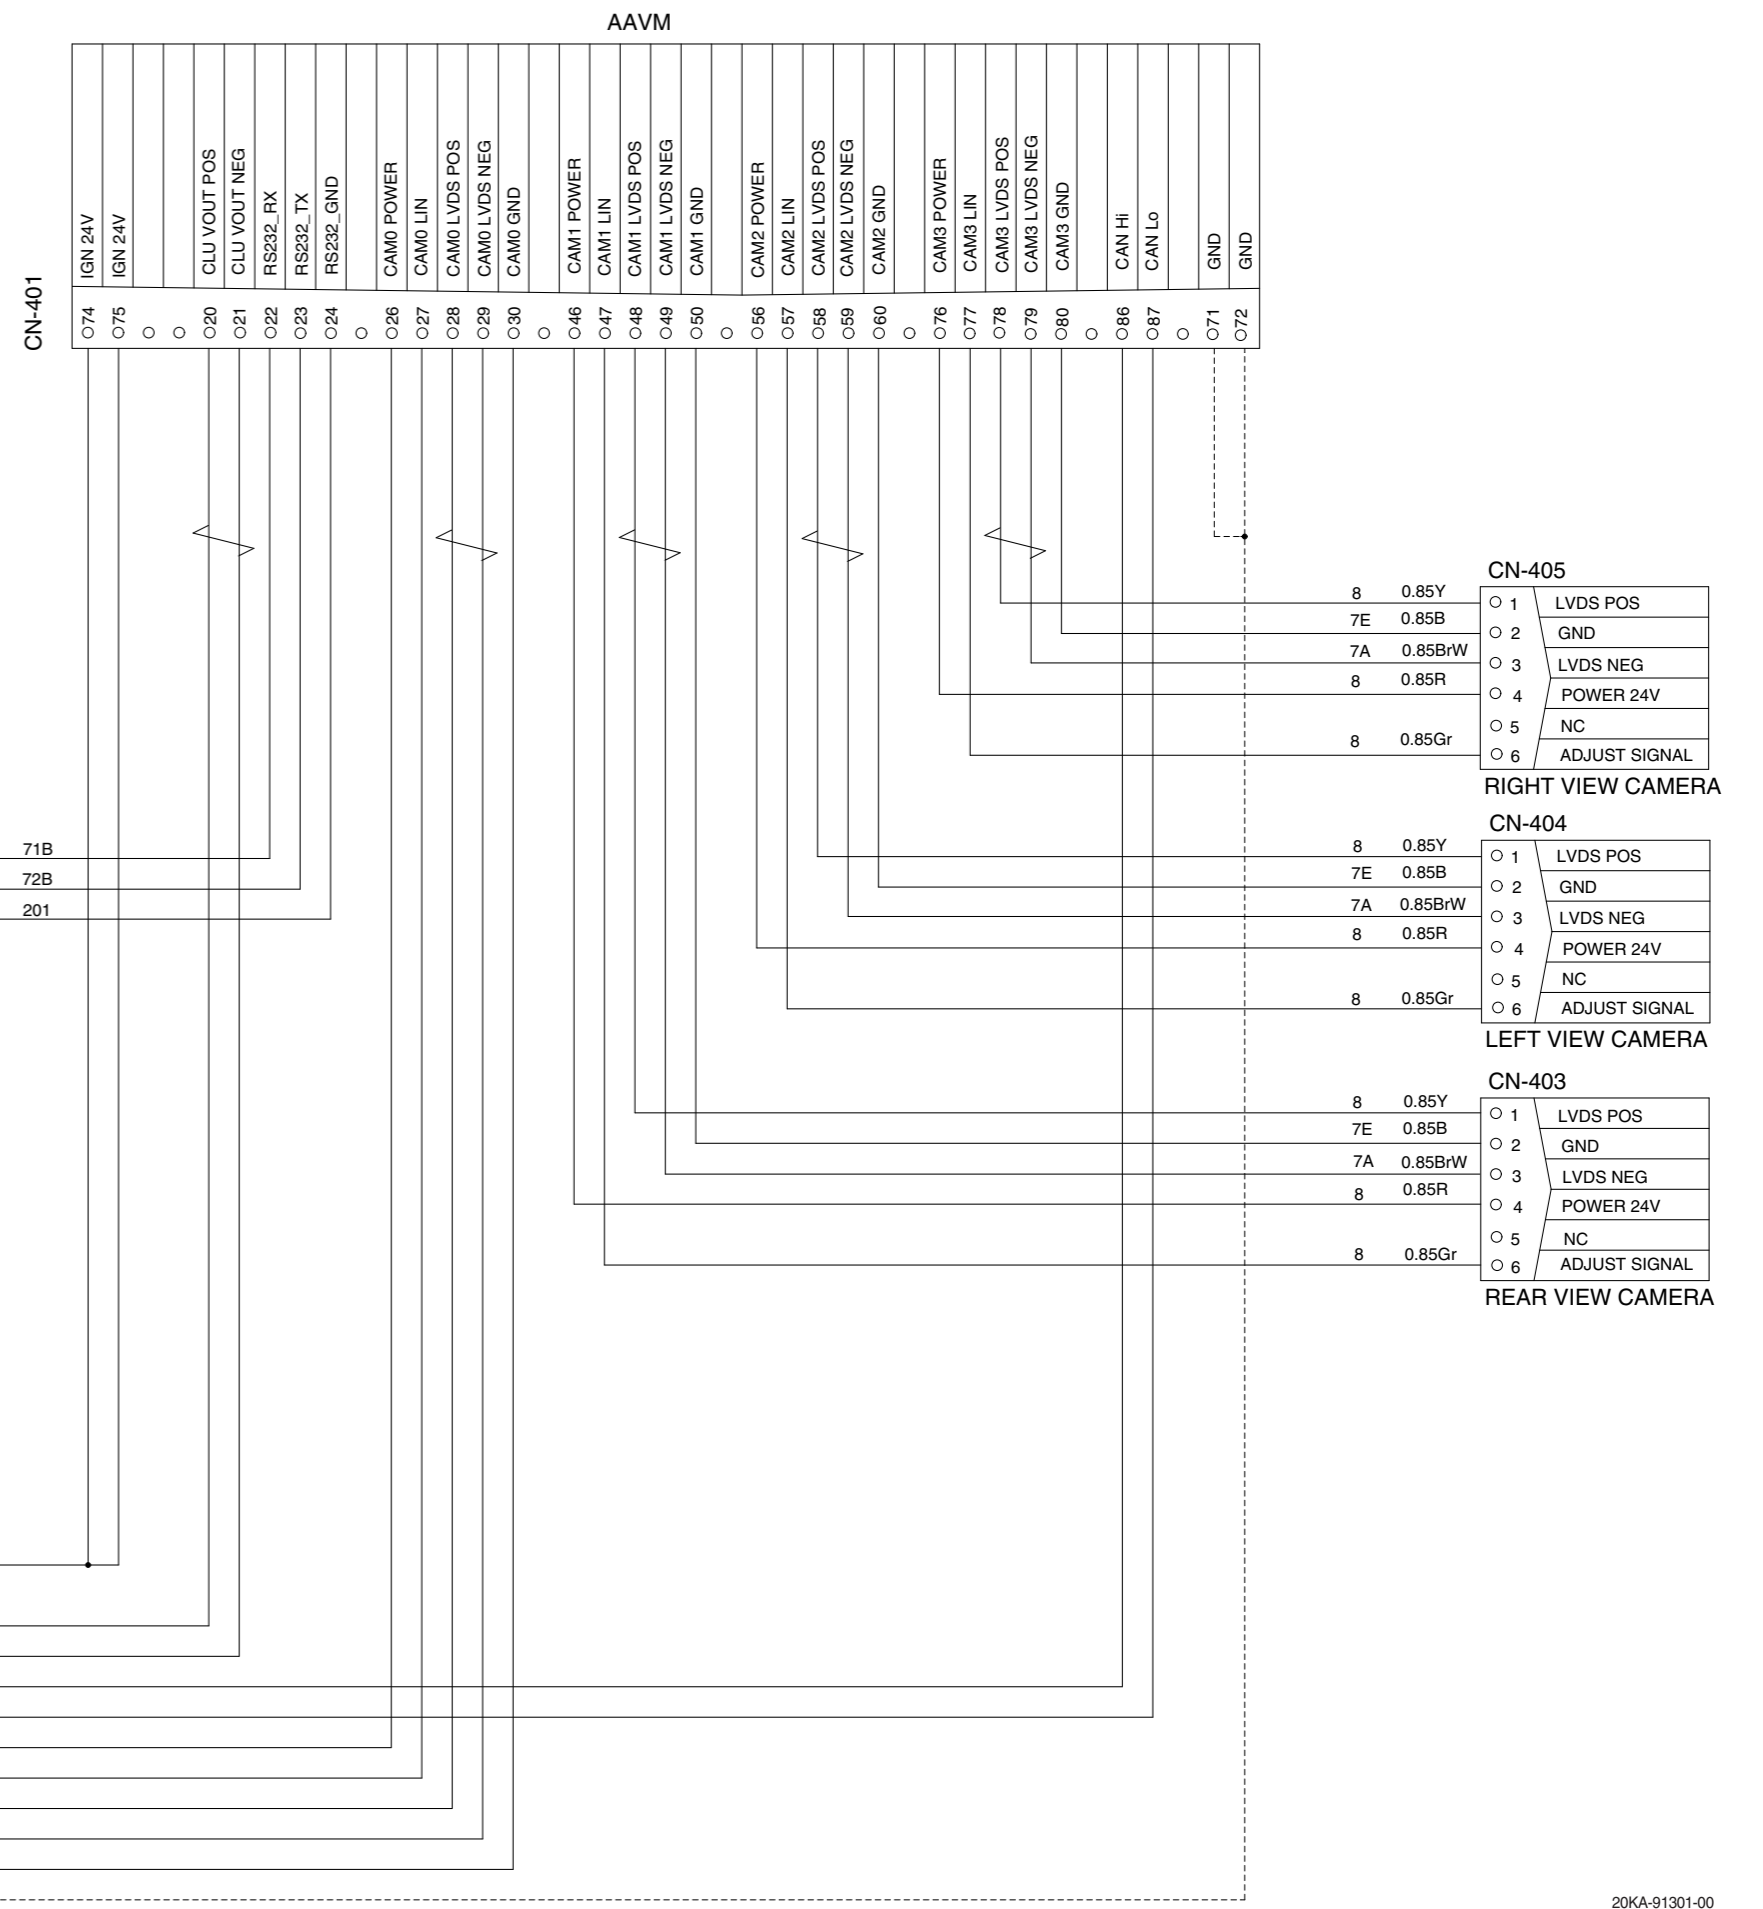 AAVM
CN-401
IGN 24V
IGN 24V
CLU VOUT POS
CLU VOUT NEG
RS232_RX
RS232_TX
RS232_GND
CAM0 POWER
CAM0 LIN
CAM0 LVDS POS
CAM0 LVDS NEG
CAM0 GND
CAM1 POWER
CAM1 LIN
CAM1 LVDS POS
CAM1 LVDS NEG
CAM1 GND
CAM2 POWER
CAM2 LIN
CAM2 LVDS POS
CAM2 LVDS NEG
CAM2 GND
CAM3 POWER
CAM3 LIN
CAM3 LVDS POS
CAM3 LVDS NEG
CAM3 GND
CAN Hi
CAN Lo
GND
GND
74
75
20
21
22
23
24
26
27
28
29
30
46
47
48
49
50
56
57
58
59
60
76
77
78
79
80
86
87
71
72
CN-405
8 0.85Y 1 LVDS POS
7E 0.85B 2 GND
7A 0.85BrW 3 LVDS NEG
8 0.85R 4 POWER 24V
5 NC
8 0.85Gr 6 ADJUST SIGNAL
RIGHT VIEW CAMERA
71B
72B
201
CN-404
8 0.85Y 1 LVDS POS
7E 0.85B 2 GND
7A 0.85BrW 3 LVDS NEG
8 0.85R 4 POWER 24V
5 NC
8 0.85Gr 6 ADJUST SIGNAL
LEFT VIEW CAMERA
CN-403
8 0.85Y 1 LVDS POS
7E 0.85B 2 GND
7A 0.85BrW 3 LVDS NEG
8 0.85R 4 POWER 24V
5 NC
8 0.85Gr 6 ADJUST SIGNAL
REAR VIEW CAMERA
20KA-91301-00